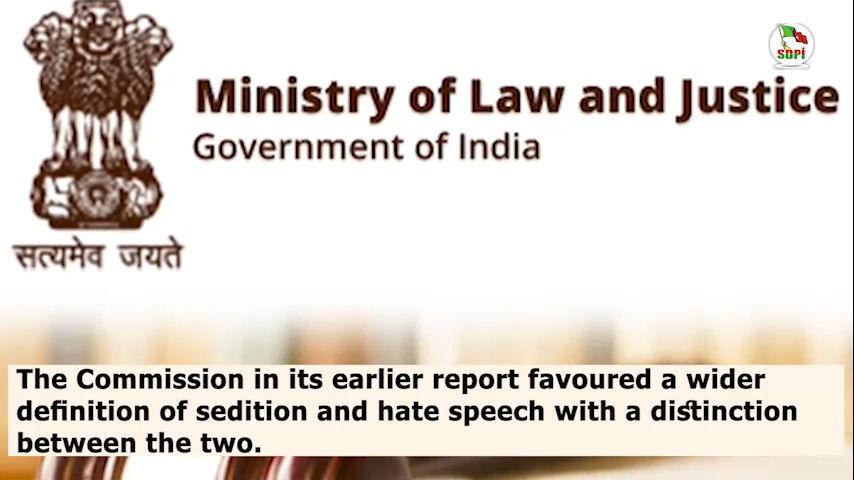 SDPI
Ministry of Law and Justice
Government of India
सत्यमेव जयते
The Commission in its earlier report favoured a wider
definition of sedition and hate speech with a distinction
between the two.